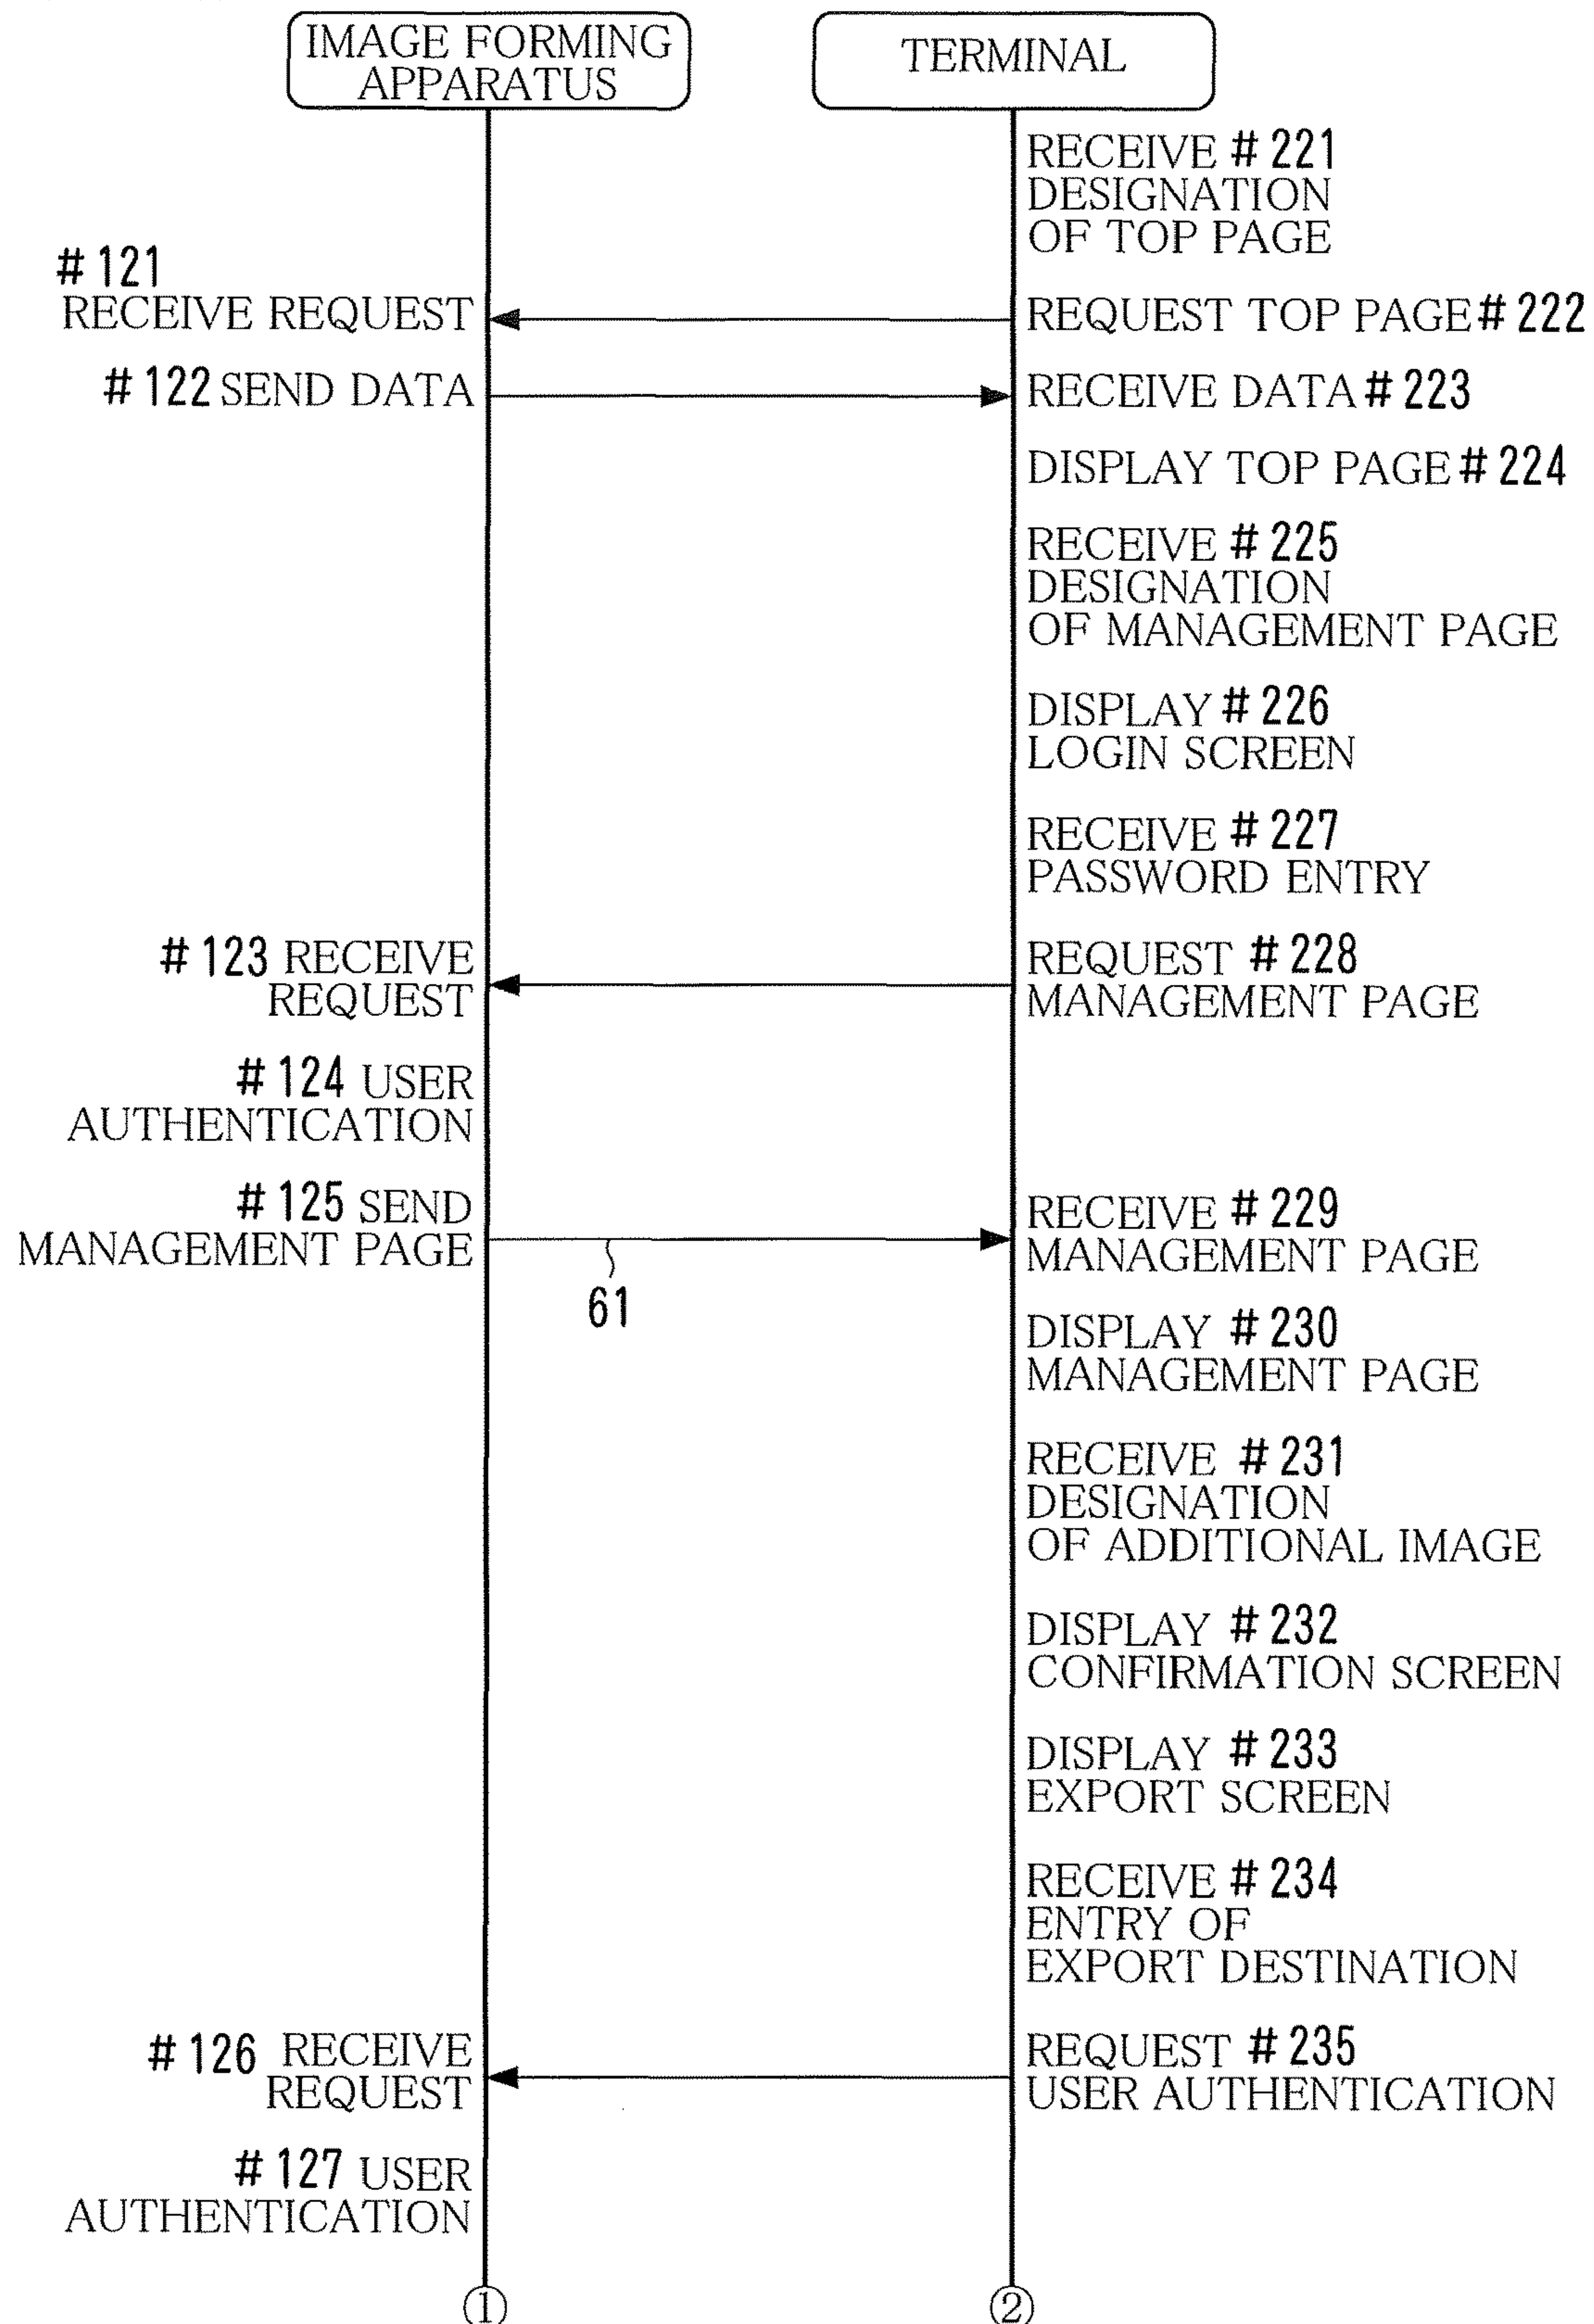 IMAGE FORMING
APPARATUS
TERMINAL
RECEIVE #221
DESIGNATION
OF TOP PAGE
#121
RECEIVE REQUEST
REQUEST TOP PAGE #222
#122 SEND DATA
RECEIVE DATA #223
DISPLAY TOP PAGE #224
RECEIVE #225
DESIGNATION
OF MANAGEMENT PAGE
DISPLAY #226
LOGIN SCREEN
RECEIVE #227
PASSWORD ENTRY
#123 RECEIVE
REQUEST
REQUEST #228
MANAGEMENT PAGE
#124 USER
AUTHENTICATION
#125 SEND
MANAGEMENT PAGE
61
RECEIVE #229
MANAGEMENT PAGE
DISPLAY #230
MANAGEMENT PAGE
RECEIVE #231
DESIGNATION
OF ADDITIONAL IMAGE
DISPLAY #232
CONFIRMATION SCREEN
DISPLAY #233
EXPORT SCREEN
RECEIVE #234
ENTRY OF
EXPORT DESTINATION
#126 RECEIVE
REQUEST
REQUEST #235
USER AUTHENTICATION
#127 USER
AUTHENTICATION
①
②